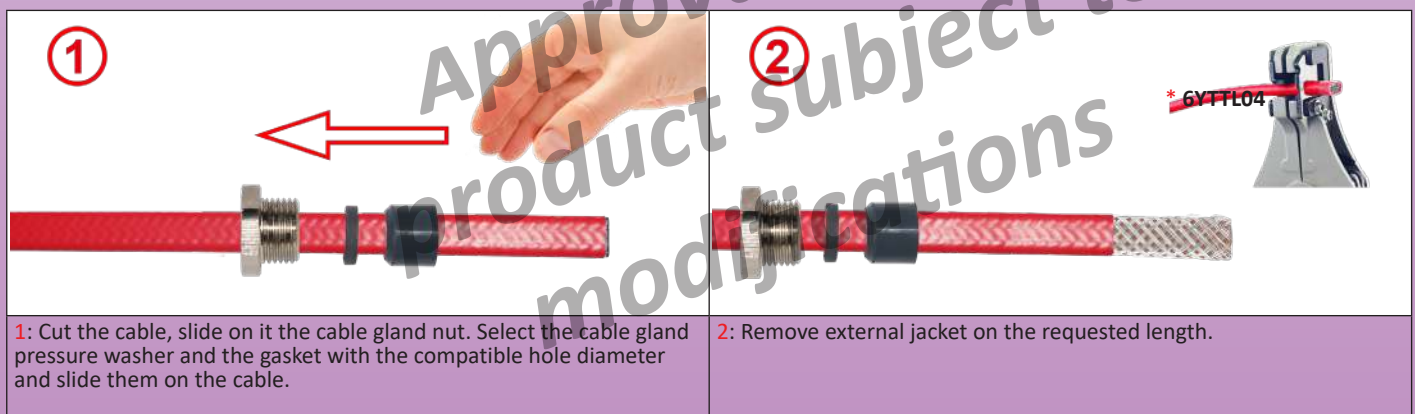 1
2
* 6YTTL04
Approved
product subject to
modifications
1: Cut the cable, slide on it the cable gland nut. Select the cable gland
pressure washer and the gasket with the compatible hole diameter
and slide them on the cable.
2: Remove external jacket on the requested length.